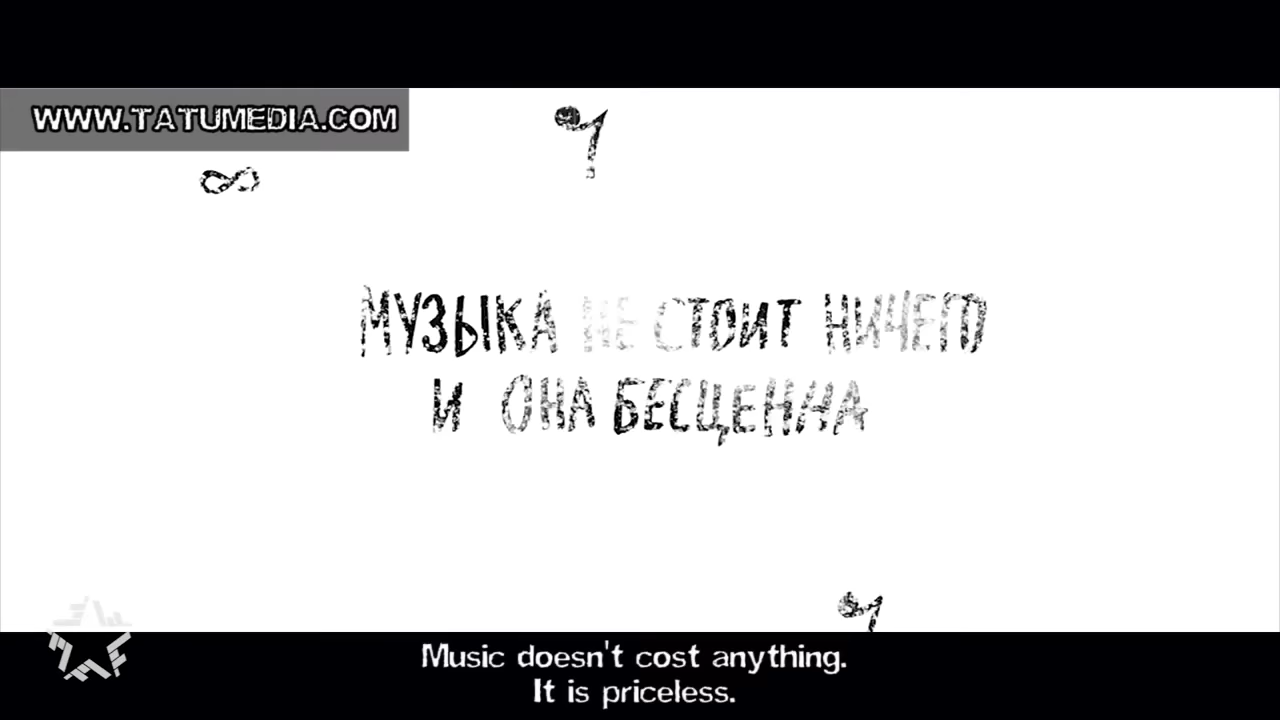 WWW.TATUMEDIA.COM
МУЗЫКА НЕ СТОИТ НИЧЕГО
И ОНА БЕСЦЕННА
Music doesn't cost anything.
It is priceless.